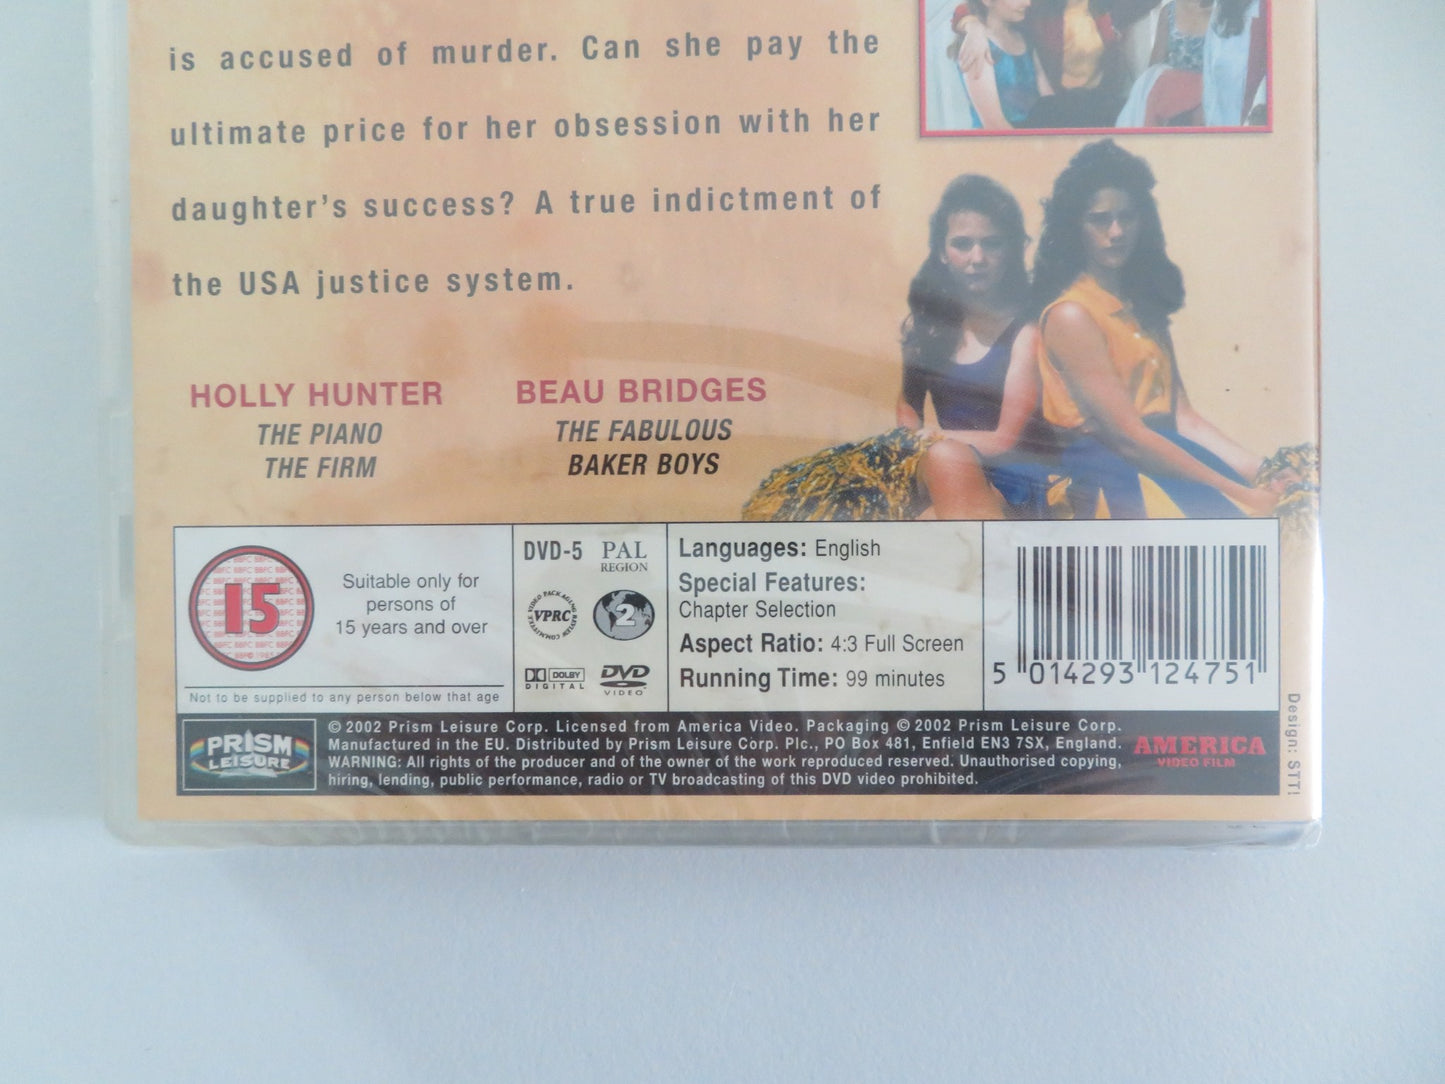 is accused of murder. Can she pay the
ultimate price for her obsession with her
daughter's success? A true indictment of
the USA justice system.
HOLLY HUNTER
THE PIANO
THE FIRM
BEAU BRIDGES
THE FABULOUS
BAKER BOYS
15
Suitable only for
persons of
15 years and over
Not to be supplied to any person below that age
DVD-5
PAL
REGION
2
VIDEO PACKAGING REVIEW COMMITTEE
VPRC
DOLBY
DIGITAL
DVD
VIDEO
Languages: English
Special Features:
Chapter Selection
Aspect Ratio: 4:3 Full Screen
Running Time: 99 minutes
5 014293 124751
PRISM
LEISURE
© 2002 Prism Leisure Corp. Licensed from America Video. Packaging © 2002 Prism Leisure Corp.
Manufactured in the EU. Distributed by Prism Leisure Corp. Plc., PO Box 481, Enfield EN3 7SX, England.
WARNING: All rights of the producer and of the owner of the work reproduced reserved. Unauthorised copying,
hiring, lending, public performance, radio or TV broadcasting of this DVD video prohibited.
AMERICA
VIDEO FILM
Design: STT!